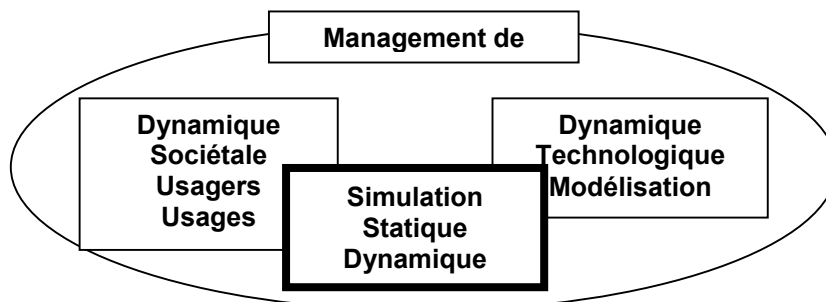 Management de
Dynamique
Sociétale
Usagers
Usages
Dynamique
Technologique
Modélisation
Simulation
Statique
Dynamique